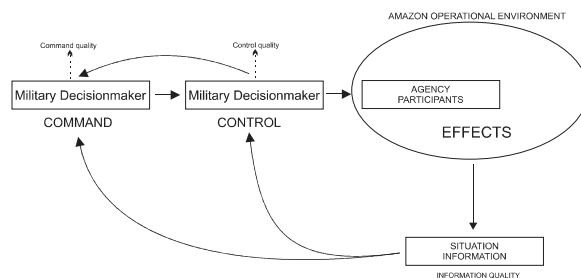 AMAZON OPERATIONAL ENVIRONMENT
Command quality
Control quality
Military Decisionmaker
Military Decisionmaker
AGENCY
PARTICIPANTS
COMMAND
CONTROL
EFFECTS
SITUATION
INFORMATION
INFORMATION QUALITY